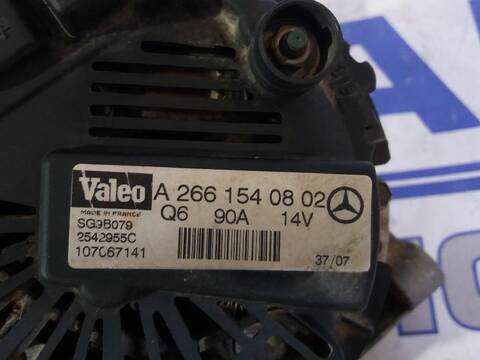 Valeo A 266 154 08 02
MADE IN FRANCE Q6 90A 14V
SG9B079
2542955C
107067141 37/07